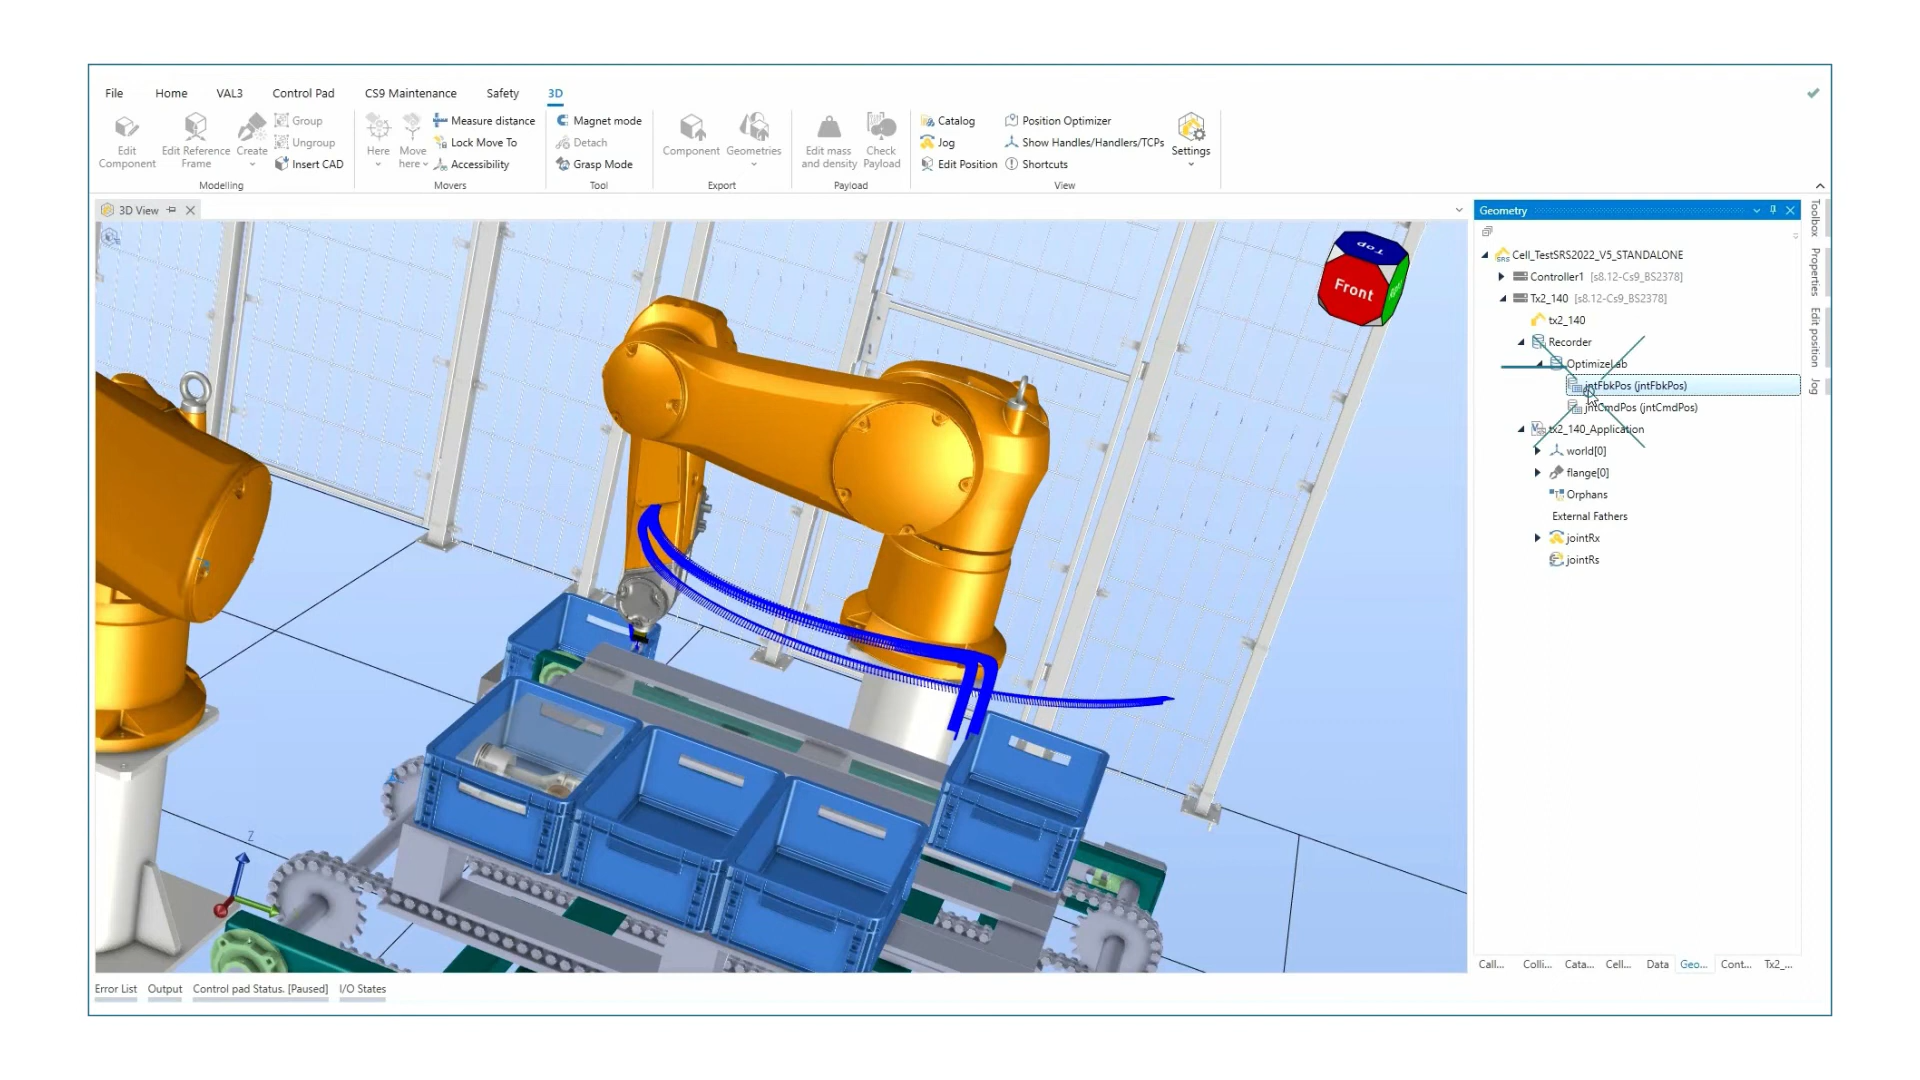 File Home VAL3 Control Pad CS9 Maintenance Safety 3D
Edit Component
Edit Reference Frame
Create
Group
Ungroup
Insert CAD
Modelling
Here
Move here
Measure distance
Lock Move To
Accessibility
Movers
Magnet mode
Detach
Grasp Mode
Tool
Component
Geometries
Export
Edit mass and density
Check Payload
Payload
Catalog
Jog
Edit Position
Position Optimizer
Show Handles/Handlers/TCPs
Shortcuts
View
Settings
3D View
Top
Front
Z
Geometry
Cell_TestSRS2022_V5_STANDALONE
Controller1 [s8.12-Cs9_BS2378]
Tx2_140 [s8.12-Cs9_BS2378]
tx2_140
Recorder
OptimizeLab
jntFbkPos (jntFbkPos)
jntCmdPos (jntCmdPos)
tx2_140_Application
world[0]
flange[0]
Orphans
External Fathers
jointRx
jointRs
Toolbox
Properties
Edit position
Jog
Call... Colli... Cata... Cell... Data Geo... Cont... Tx2_...
Error List Output Control pad Status. [Paused] I/O States